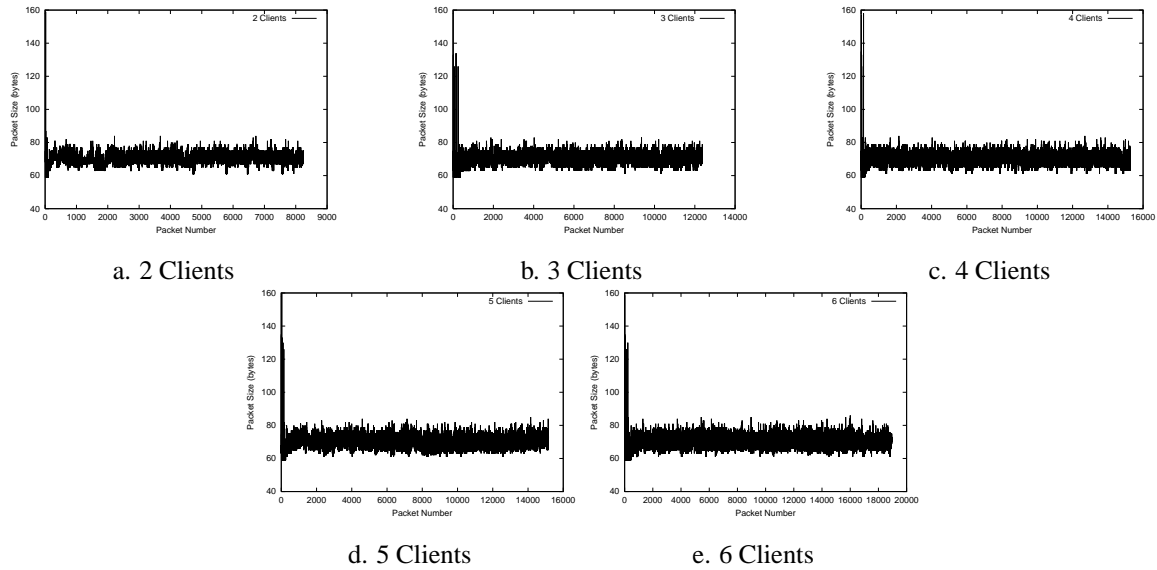 2 Clients
160
140
120
100
80
60
40
Packet Size (bytes)
0 1000 2000 3000 4000 5000 6000 7000 8000 9000
Packet Number
a. 2 Clients
3 Clients
160
140
120
100
80
60
40
Packet Size (bytes)
0 2000 4000 6000 8000 10000 12000 14000
Packet Number
b. 3 Clients
4 Clients
160
140
120
100
80
60
40
Packet Size (bytes)
0 2000 4000 6000 8000 10000 12000 14000 16000
Packet Number
c. 4 Clients
5 Clients
160
140
120
100
80
60
40
Packet Size (bytes)
0 2000 4000 6000 8000 10000 12000 14000 16000
Packet Number
d. 5 Clients
6 Clients
160
140
120
100
80
60
40
Packet Size (bytes)
0 2000 4000 6000 8000 10000 12000 14000 16000 18000 20000
Packet Number
e. 6 Clients